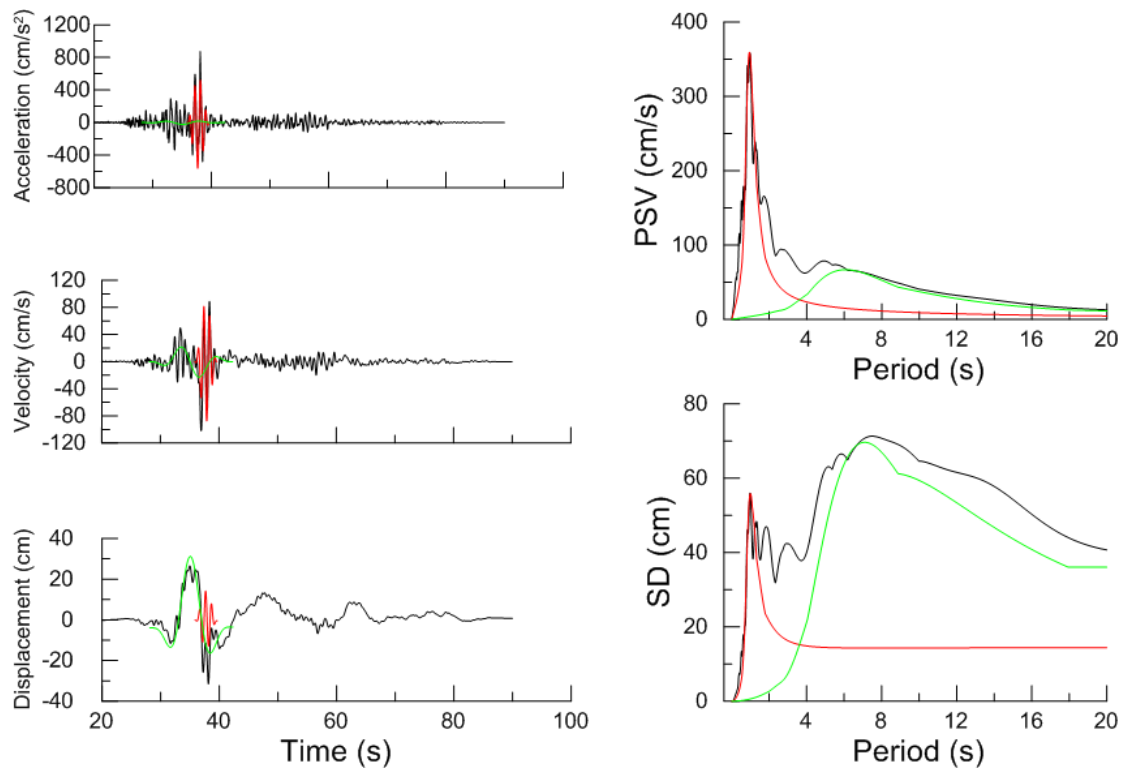 Acceleration (cm/s²)
1200
800
400
0
-400
-800
Velocity (cm/s)
120
80
40
0
-40
-80
-120
Displacement (cm)
40
20
0
-20
-40
20 40 60 80 100
Time (s)
PSV (cm/s)
400
300
200
100
0
4 8 12 16 20
Period (s)
SD (cm)
80
60
40
20
0
4 8 12 16 20
Period (s)